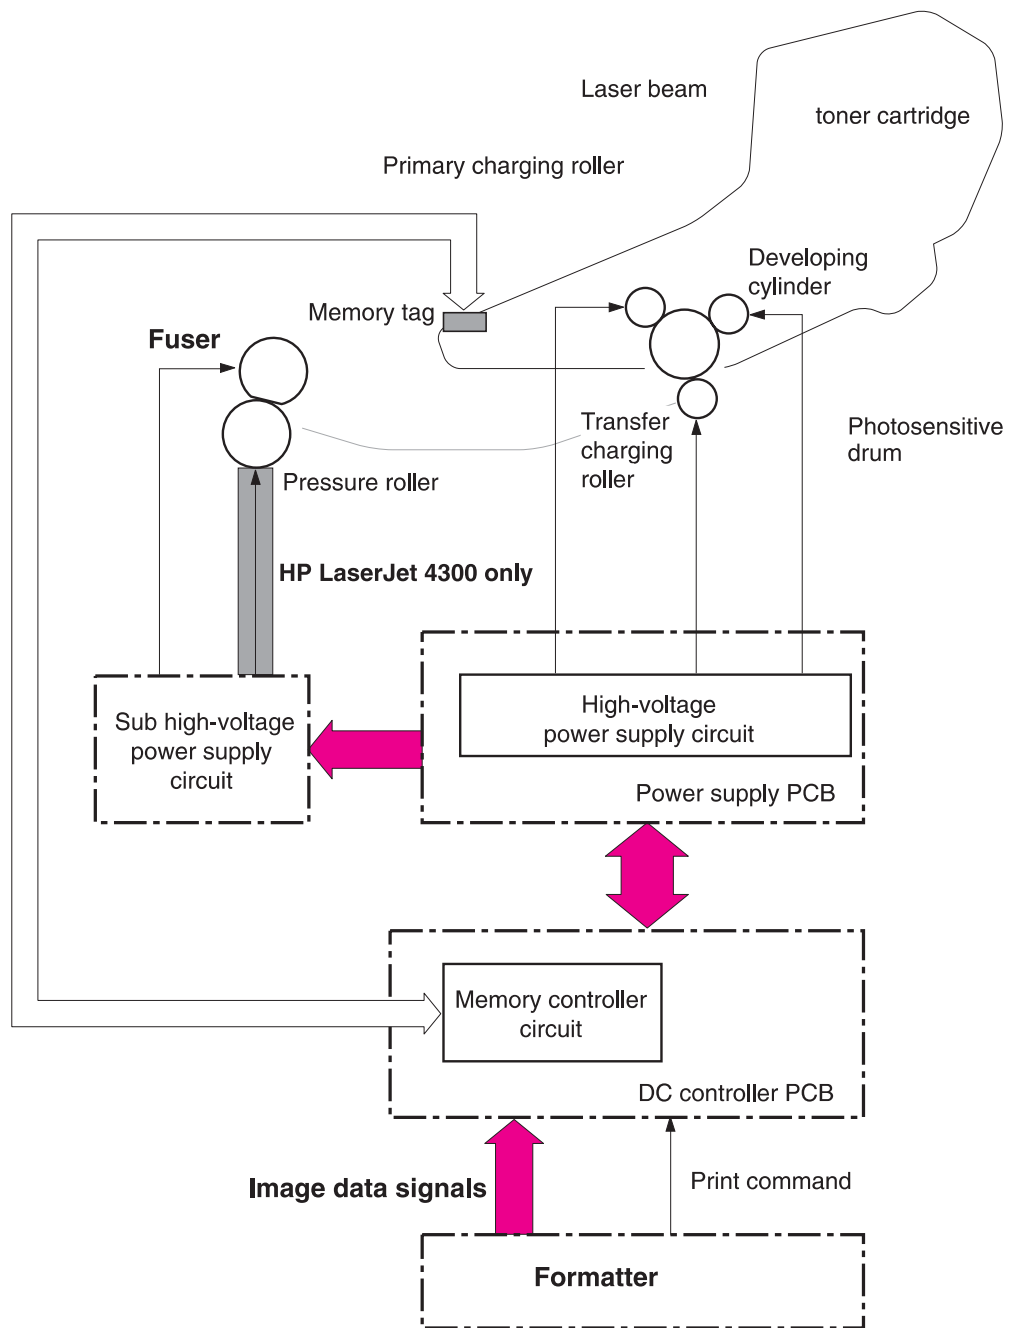 Laser beam
toner cartridge
Primary charging roller
Developing
cylinder
Memory tag
Fuser
Transfer
charging
roller
Photosensitive
drum
Pressure roller
HP LaserJet 4300 only
Sub high-voltage
power supply
circuit
High-voltage
power supply circuit
Power supply PCB
Memory controller
circuit
DC controller PCB
Image data signals
Print command
Formatter